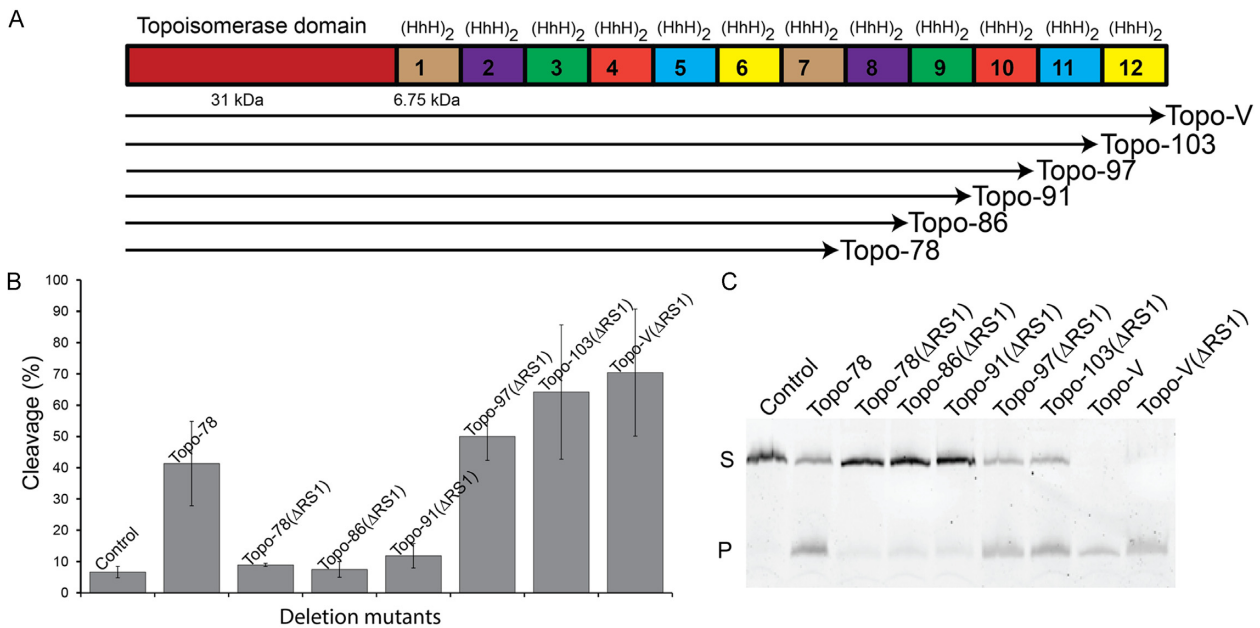 A
Topoisomerase domain
(HhH)2 (HhH)2 (HhH)2 (HhH)2 (HhH)2 (HhH)2 (HhH)2 (HhH)2 (HhH)2 (HhH)2 (HhH)2 (HhH)2
1 2 3 4 5 6 7 8 9 10 11 12
31 kDa 6.75 kDa
Topo-V
Topo-103
Topo-97
Topo-91
Topo-86
Topo-78
B
Cleavage (%)
100
90
80
70
60
50
40
30
20
10
0
Control
Topo-78
Topo-78(ΔRS1)
Topo-86(ΔRS1)
Topo-91(ΔRS1)
Topo-97(ΔRS1)
Topo-103(ΔRS1)
Topo-V(ΔRS1)
Deletion mutants
C
Control
Topo-78
Topo-78(ΔRS1)
Topo-86(ΔRS1)
Topo-91(ΔRS1)
Topo-97(ΔRS1)
Topo-103(ΔRS1)
Topo-V
Topo-V(ΔRS1)
S
P